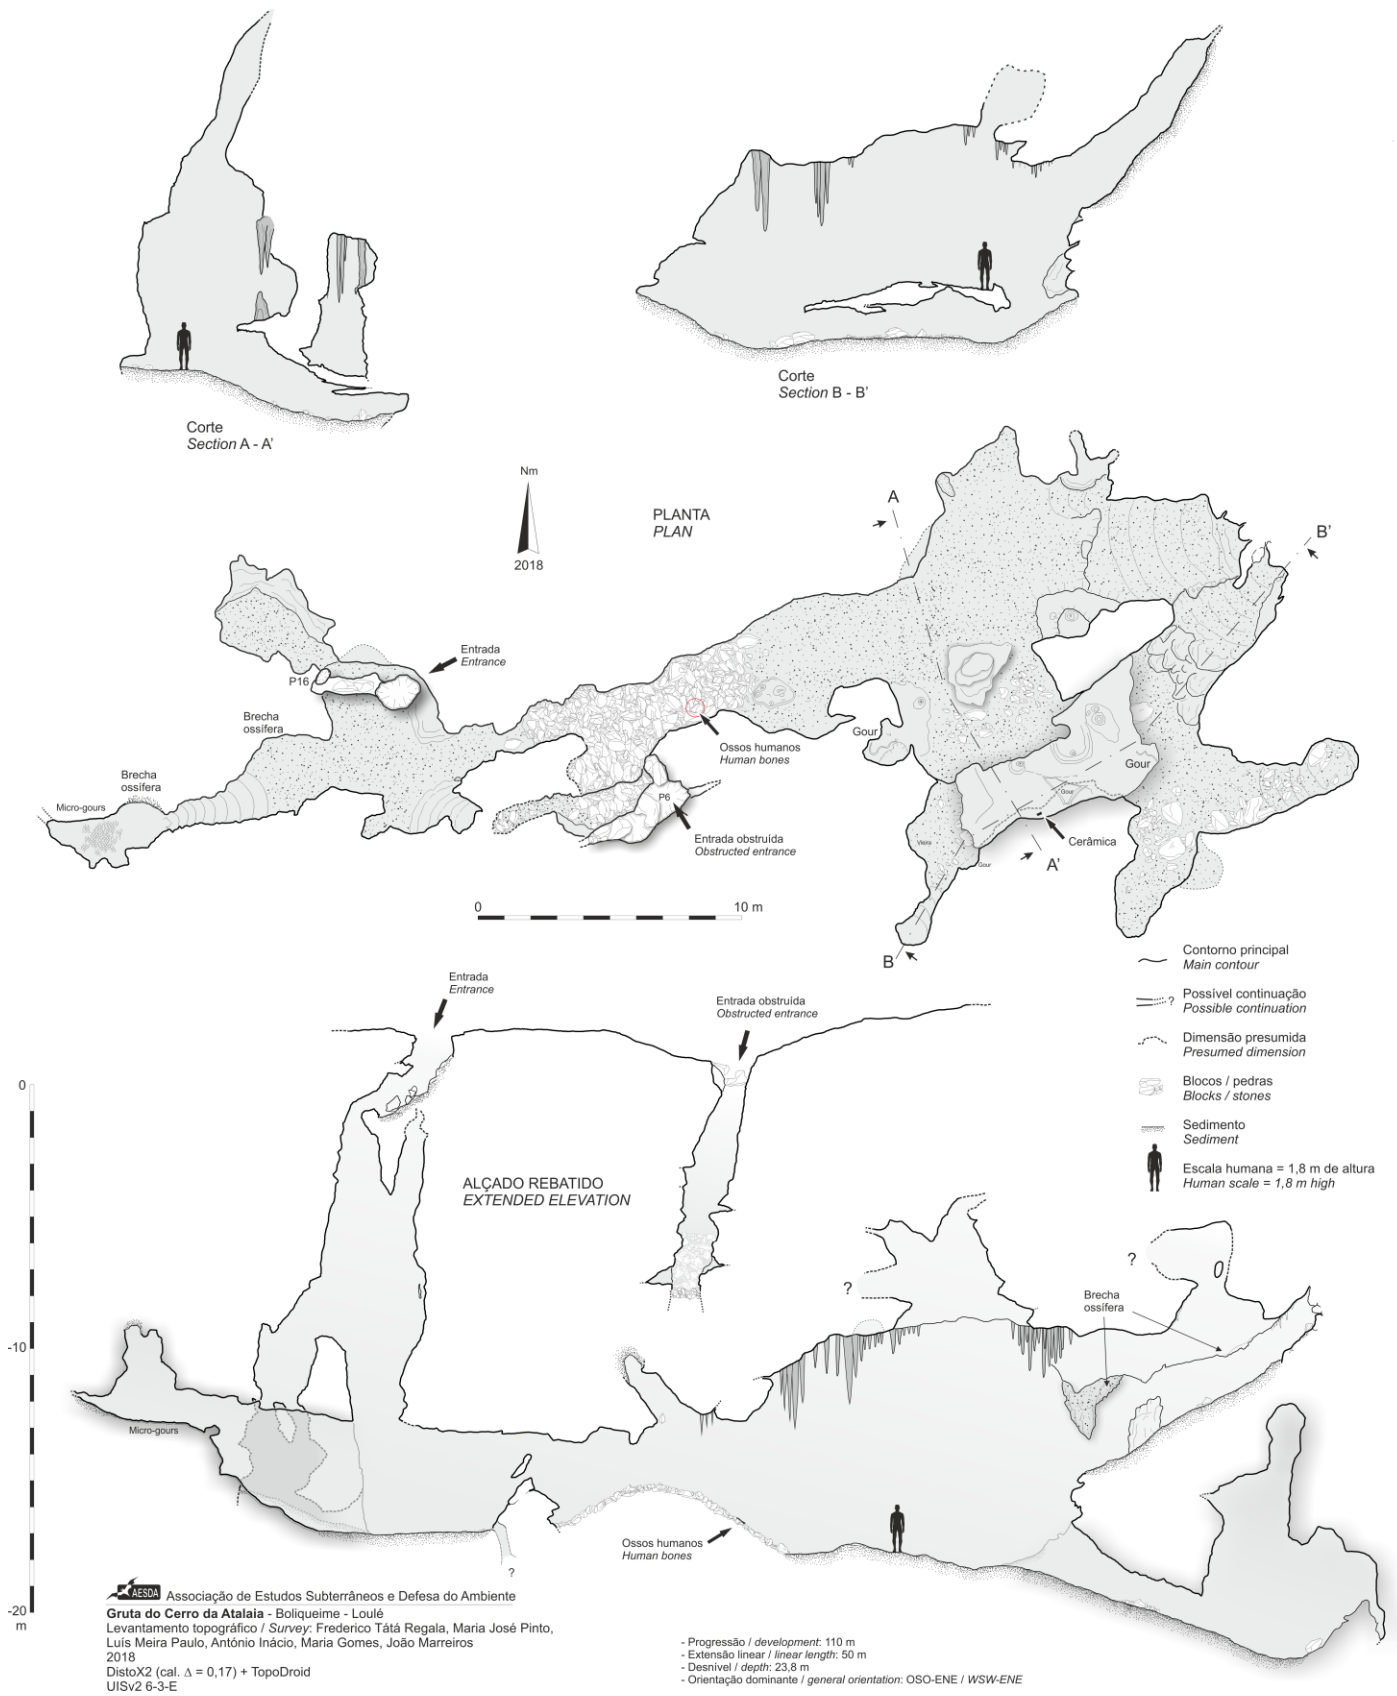 Corte
Section A - A'
Corte
Section B - B'
Nm
2018
PLANTA
PLAN
A
B'
Entrada
Entrance
P16
Brecha
ossífera
Brecha
ossífera
Micro-gours
Ossos humanos
Human bones
P6
Entrada obstruída
Obstructed entrance
Gour
Gour
Gour
Viera
Gour
Cerâmica
A'
B
0
10 m
Contorno principal
Main contour
? Possível continuação
Possible continuation
Dimensão presumida
Presumed dimension
Blocos / pedras
Blocks / stones
Sedimento
Sediment
Escala humana = 1,8 m de altura
Human scale = 1,8 m high
Entrada
Entrance
Entrada obstruída
Obstructed entrance
0
-10
-20
m
ALÇADO REBATIDO
EXTENDED ELEVATION
?
?
Brecha
ossífera
Micro-gours
Ossos humanos
Human bones
?
AESDA Associação de Estudos Subterrâneos e Defesa do Ambiente
Gruta do Cerro da Atalaia - Boliqueime - Loulé
Levantamento topográfico / Survey: Frederico Tátá Regala, Maria José Pinto,
Luís Meira Paulo, António Inácio, Maria Gomes, João Marreiros
2018
DistoX2 (cal. Δ = 0,17) + TopoDroid
UISv2 6-3-E
- Progressão / development: 110 m
- Extensão linear / linear length: 50 m
- Desnível / depth: 23,8 m
- Orientação dominante / general orientation: OSO-ENE / WSW-ENE